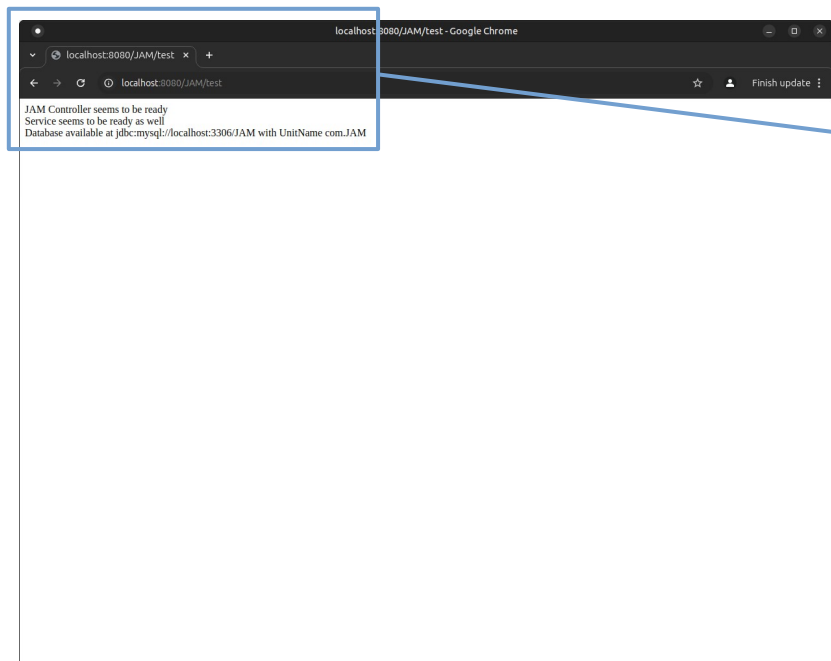 localhost:8080/JAM/test - Google Chrome
localhost:8080/JAM/test
localhost:8080/JAM/test
Finish update
JAM Controller seems to be ready
Service seems to be ready as well
Database available at jdbc:mysql://localhost:3306/JAM with UnitName com.JAM